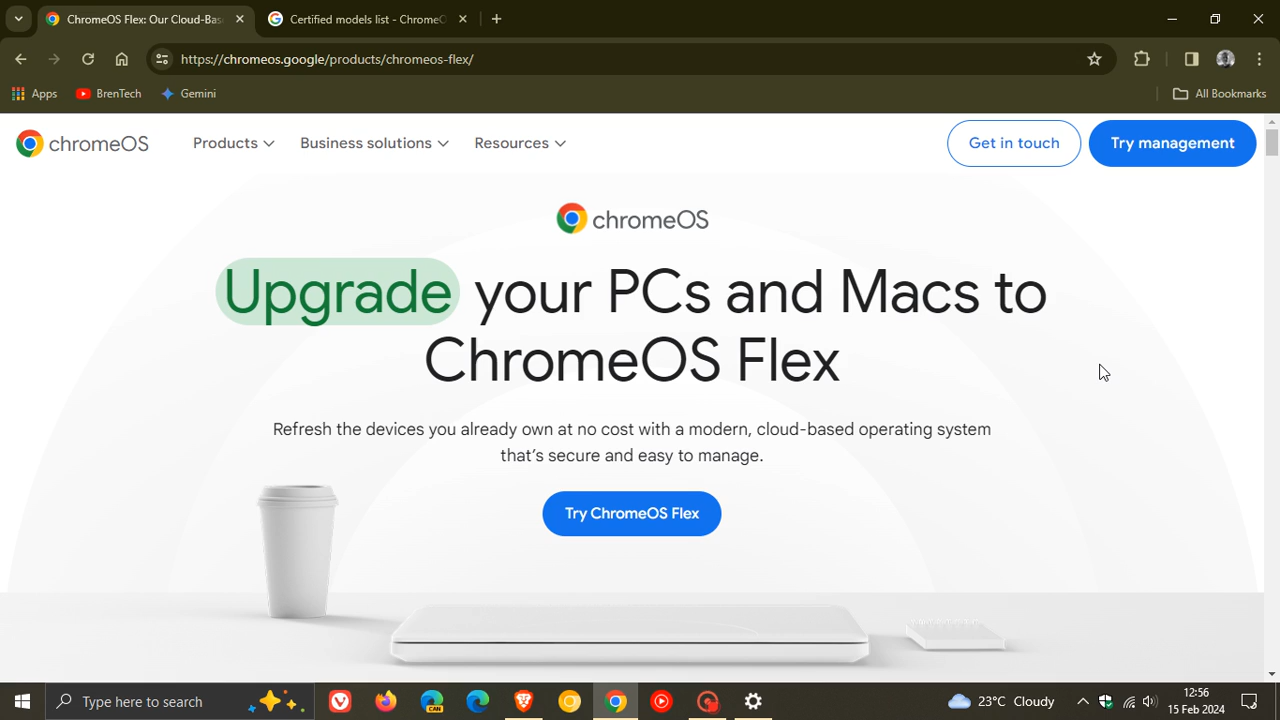 ChromeOS Flex: Our Cloud-Bas
Certified models list - ChromeO
https://chromeos.google/products/chromeos-flex/
Apps
BrenTech
Gemini
All Bookmarks
chromeOS
Products
Business solutions
Resources
Get in touch
Try management
chromeOS
Upgrade your PCs and Macs to
ChromeOS Flex
Refresh the devices you already own at no cost with a modern, cloud-based operating system
that's secure and easy to manage.
Try ChromeOS Flex
Type here to search
CAN
23°C Cloudy
12:56
15 Feb 2024